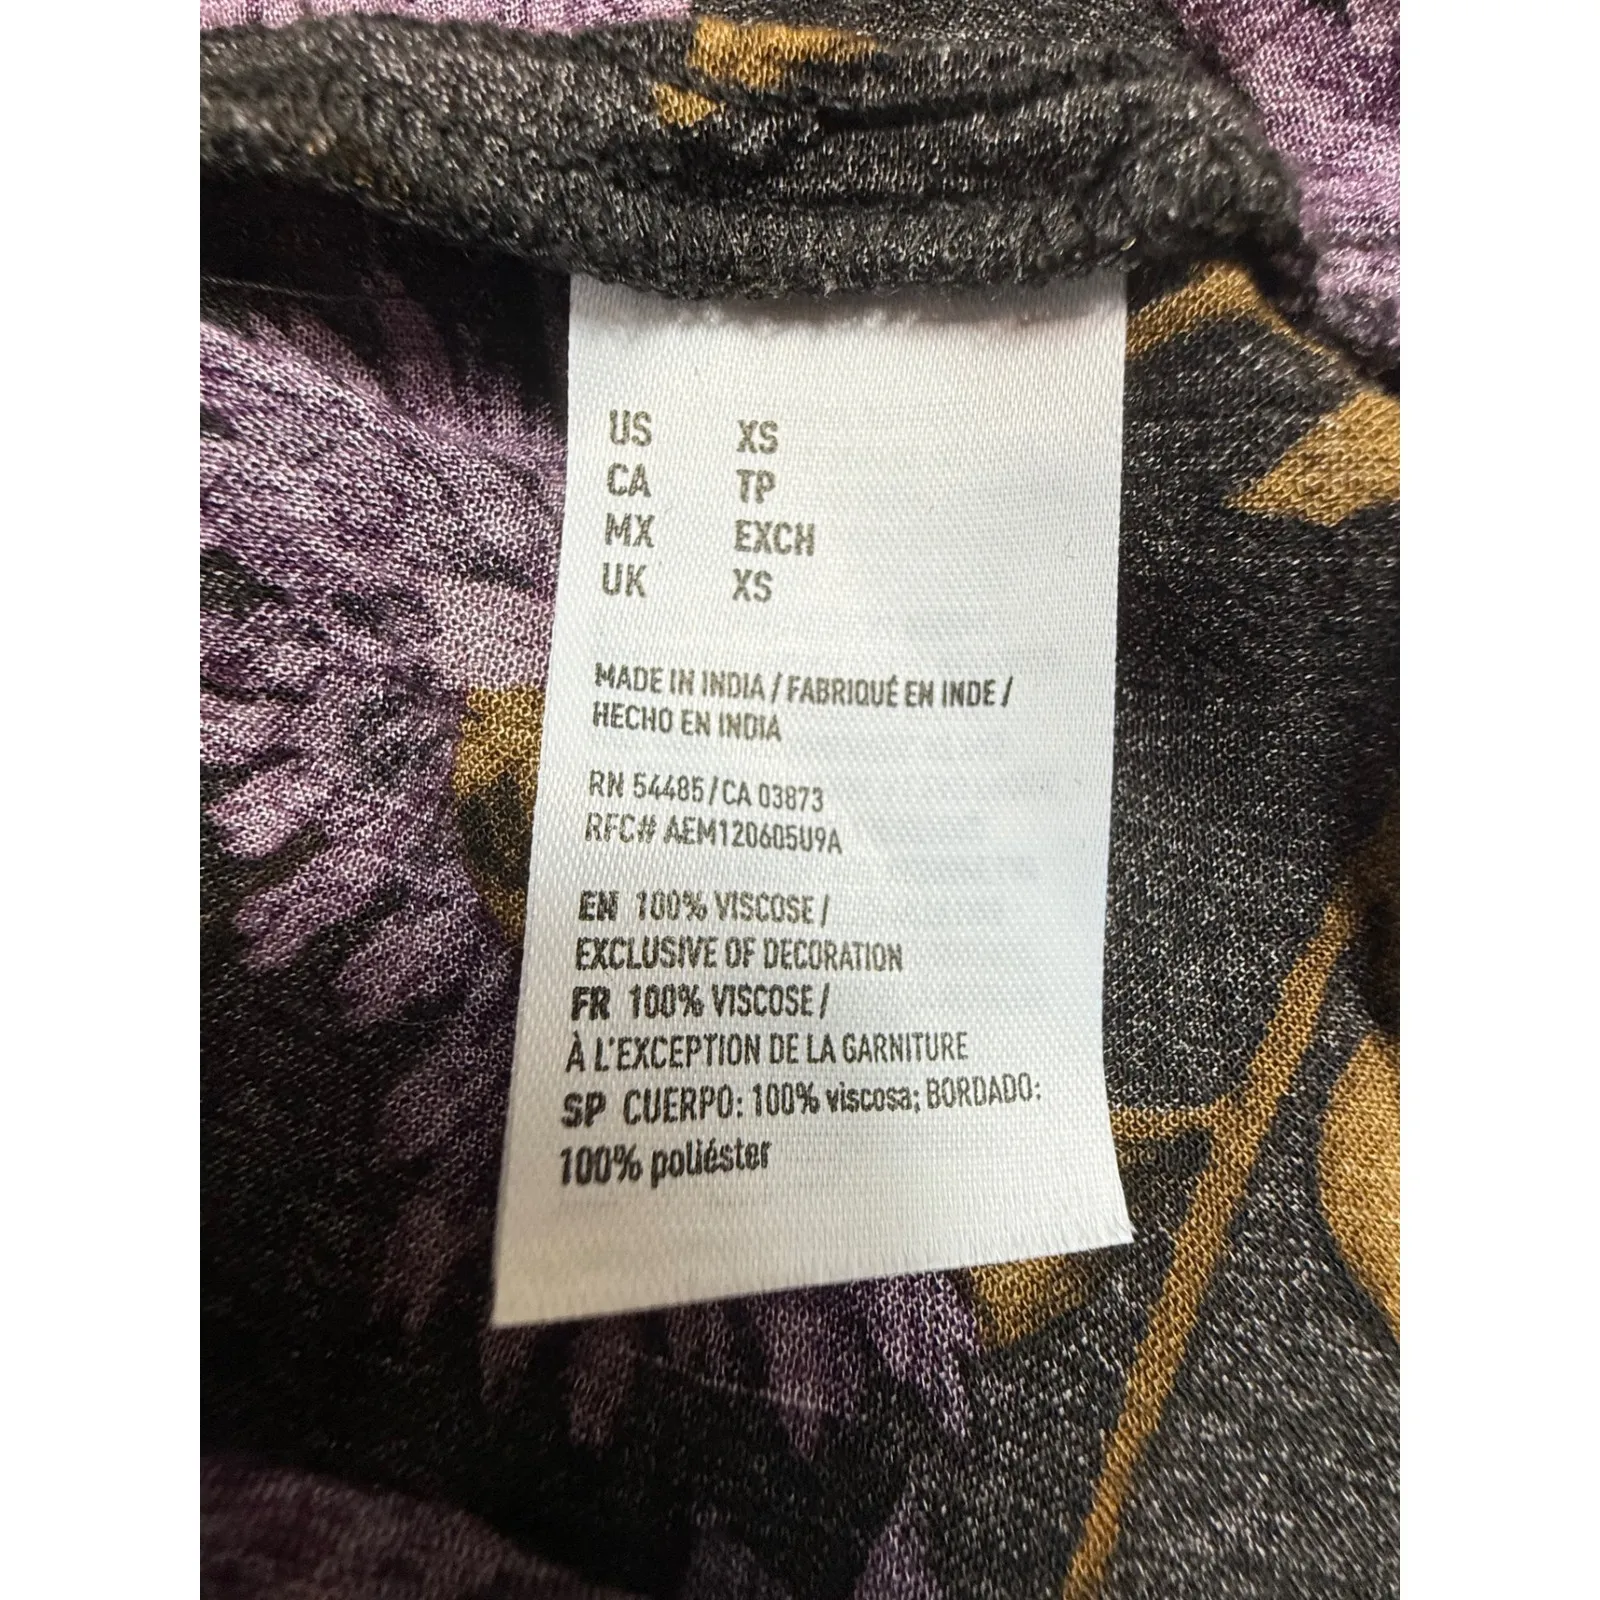 US XS
CA TP
MX EXCH
UK XS
MADE IN INDIA / FABRIQUÉ EN INDE /
HECHO EN INDIA
RN 54485 / CA 03873
RFC# AEM120605U9A
EN 100% VISCOSE /
EXCLUSIVE OF DECORATION
FR 100% VISCOSE /
À L'EXCEPTION DE LA GARNITURE
SP CUERPO: 100% viscosa; BORDADO:
100% poliéster